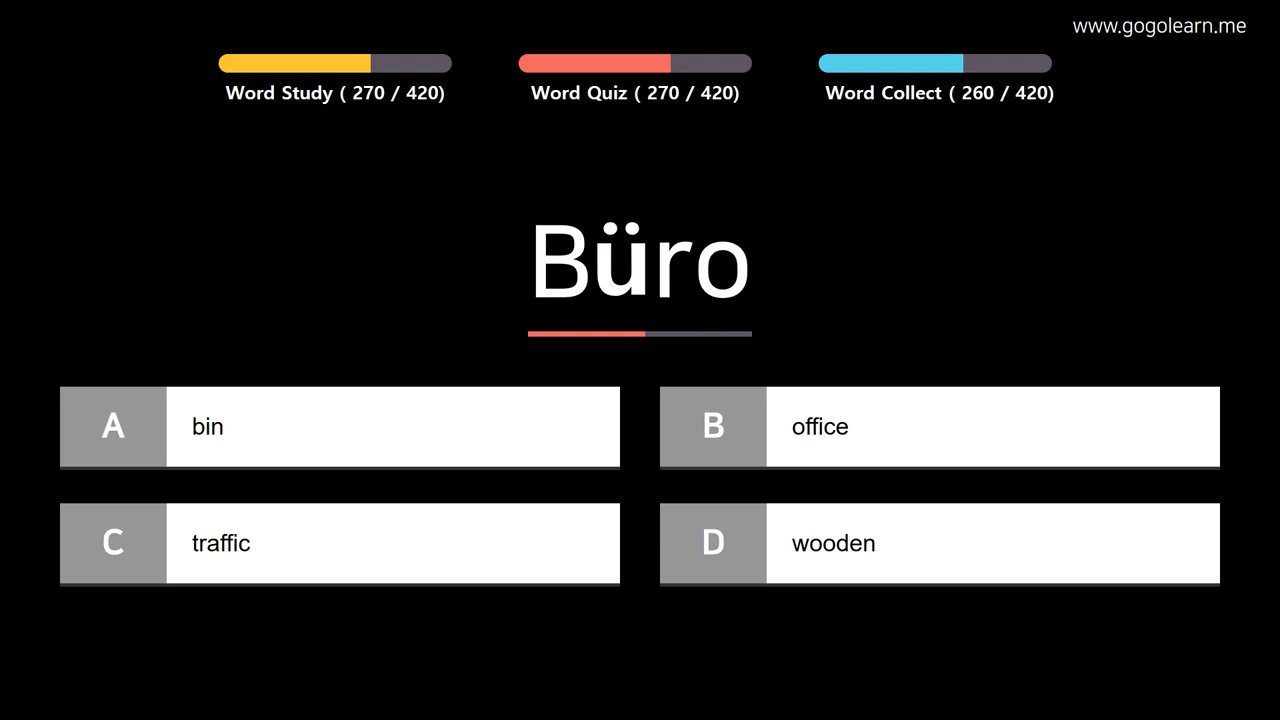 www.gogolearn.me
Word Study ( 270 / 420)
Word Quiz ( 270 / 420)
Word Collect ( 260 / 420)
Büro
A bin
B office
C traffic
D wooden